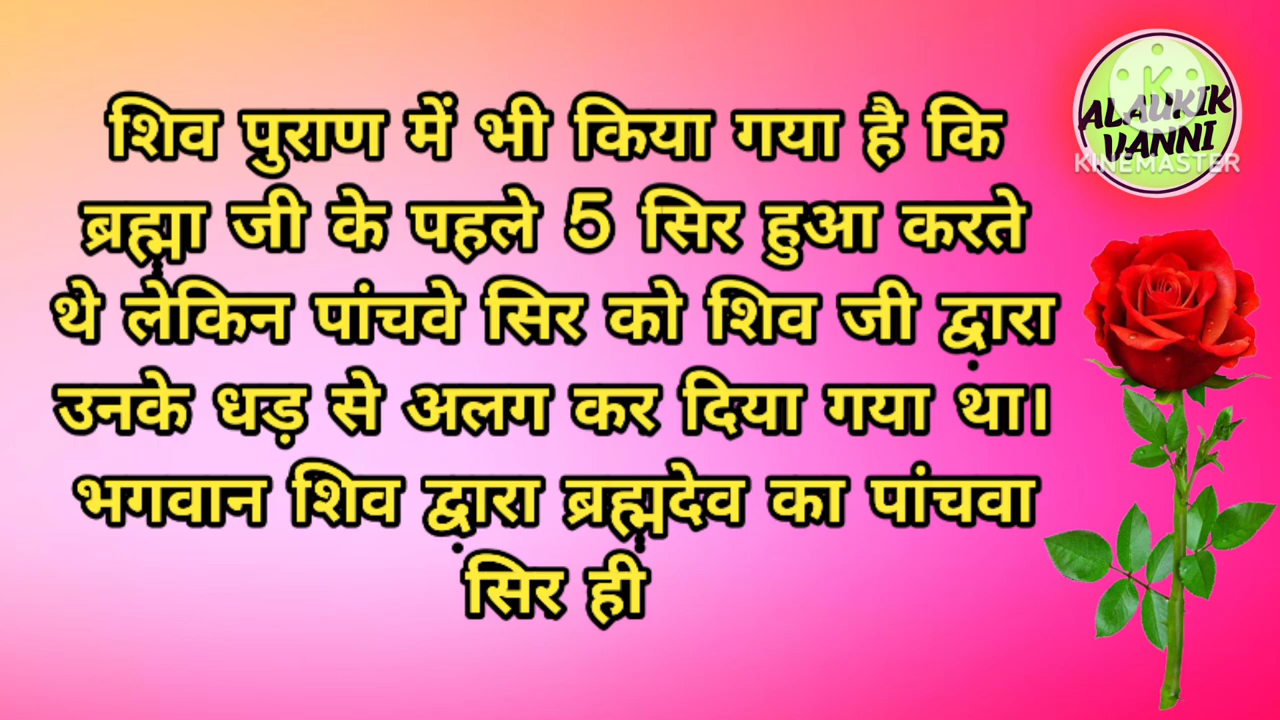 शिव पुराण में भी किया गया है कि
ब्रह्मा जी के पहले 5 सिर हुआ करते
थे लेकिन पांचवे सिर को शिव जी द्वारा
उनके धड़ से अलग कर दिया गया था।
भगवान शिव द्वारा ब्रह्मदेव का पांचवा
सिर ही
K
ALAUKIK
VANNI
KINEMASTER